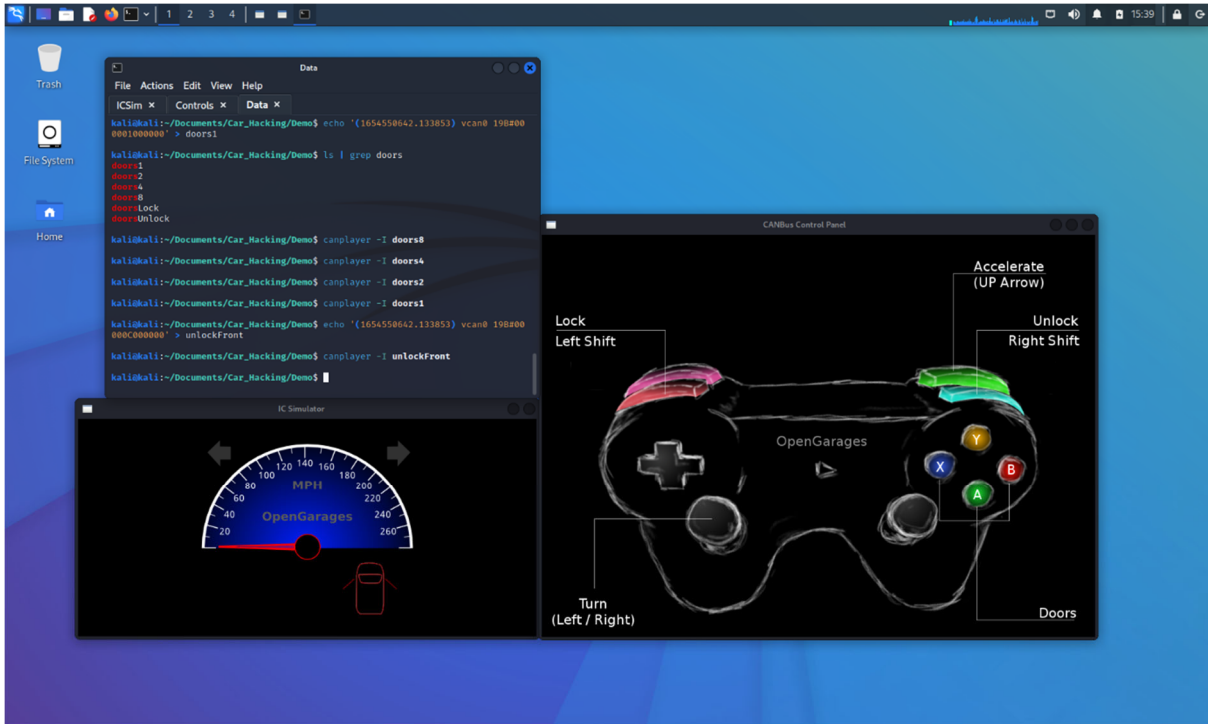 1 2 3 4
15:39
Trash
File System
Home
Data
File Actions Edit View Help
ICSim × Controls × Data ×
kali@kali:~/Documents/Car_Hacking/Demo$ echo '(1654550642.133853) vcan0 19B#00
0001000000' > doors1
kali@kali:~/Documents/Car_Hacking/Demo$ ls | grep doors
doors1
doors2
doors4
doors8
doorsLock
doorsUnlock
kali@kali:~/Documents/Car_Hacking/Demo$ canplayer -I doors8
kali@kali:~/Documents/Car_Hacking/Demo$ canplayer -I doors4
kali@kali:~/Documents/Car_Hacking/Demo$ canplayer -I doors2
kali@kali:~/Documents/Car_Hacking/Demo$ canplayer -I doors1
kali@kali:~/Documents/Car_Hacking/Demo$ echo '(1654550642.133853) vcan0 19B#00
000C000000' > unlockFront
kali@kali:~/Documents/Car_Hacking/Demo$ canplayer -I unlockFront
kali@kali:~/Documents/Car_Hacking/Demo$
IC Simulator
20 40 60 80 100 120 140 160 180 200 220 240 260
MPH
OpenGarages
CANBus Control Panel
Accelerate
(UP Arrow)
Lock
Left Shift
Unlock
Right Shift
OpenGarages
Y
X
B
A
Turn
(Left / Right)
Doors